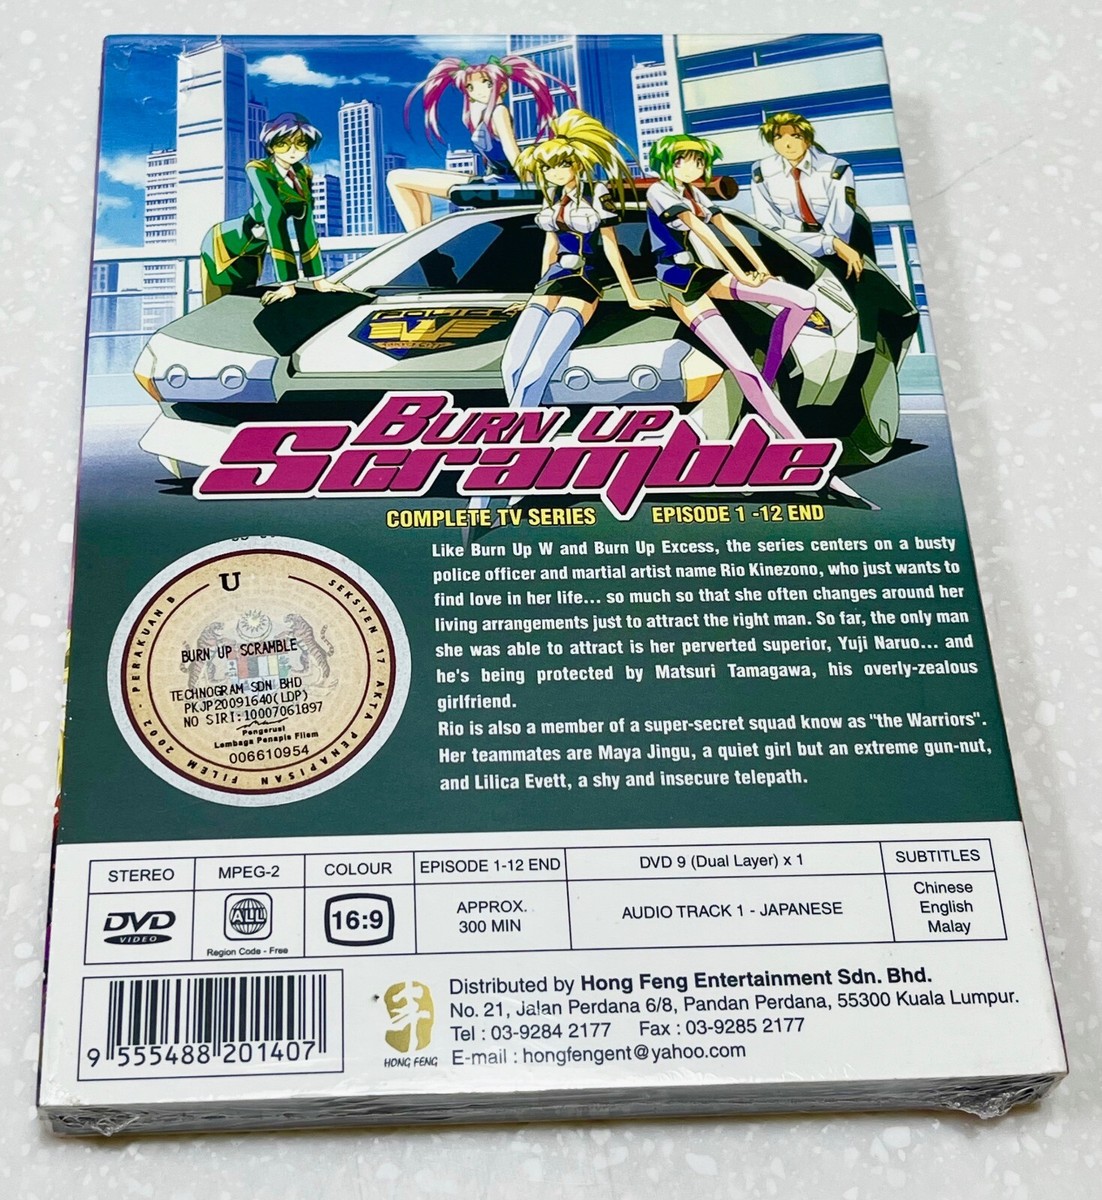 POLICE
W
BURN UP
Scramble
COMPLETE TV SERIES EPISODE 1 -12 END
Like Burn Up W and Burn Up Excess, the series centers on a busty
police officer and martial artist name Rio Kinezono, who just wants to
find love in her life... so much so that she often changes around her
living arrangements just to attract the right man. So far, the only man
she was able to attract is her perverted superior, Yuji Naruo... and
he's being protected by Matsuri Tamagawa, his overly-zealous
girlfriend.
Rio is also a member of a super-secret squad know as "the Warriors".
Her teammates are Maya Jingu, a quiet girl but an extreme gun-nut,
and Lilica Evett, a shy and insecure telepath.
U
PERAKUAN B
SEKSYEN 17 AKTA PENAPISAN FILEM 2002 -
BURN UP SCRAMBLE
TECHNOGRAM SDN BHD
PKJP20091640(LDP)
NO SIRI:10007061897
Pengerusi
Lembaga Penapis Filem
006610954
STEREO MPEG-2 COLOUR EPISODE 1-12 END DVD 9 (Dual Layer) x 1 SUBTITLES
DVD
VIDEO
ALL
Region Code - Free
16:9
APPROX.
300 MIN
AUDIO TRACK 1 - JAPANESE
Chinese
English
Malay
9 555488 201407
HONG FENG
Distributed by Hong Feng Entertainment Sdn. Bhd.
No. 21, Jalan Perdana 6/8, Pandan Perdana, 55300 Kuala Lumpur.
Tel : 03-9284 2177 Fax : 03-9285 2177
E-mail : hongfengent@yahoo.com